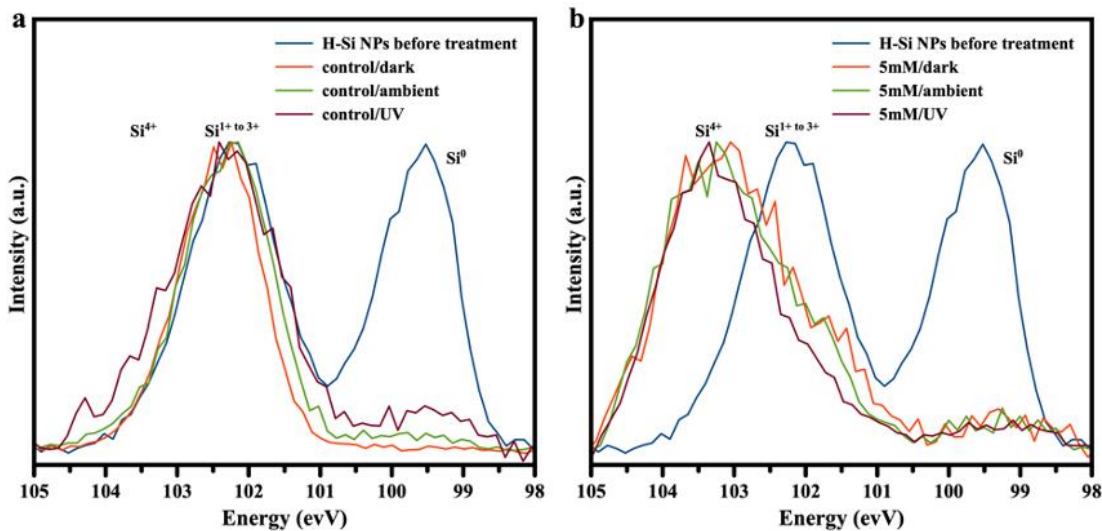 a
H-Si NPs before treatment
control/dark
control/ambient
control/UV
Si⁴⁺
Si¹⁺ ᵗᵒ ³⁺
Si⁰
Intensity (a.u.)
105 104 103 102 101 100 99 98
Energy (evV)
b
H-Si NPs before treatment
5mM/dark
5mM/ambient
5mM/UV
Si⁴⁺
Si¹⁺ ᵗᵒ ³⁺
Si⁰
Intensity (a.u.)
105 104 103 102 101 100 99 98
Energy (evV)